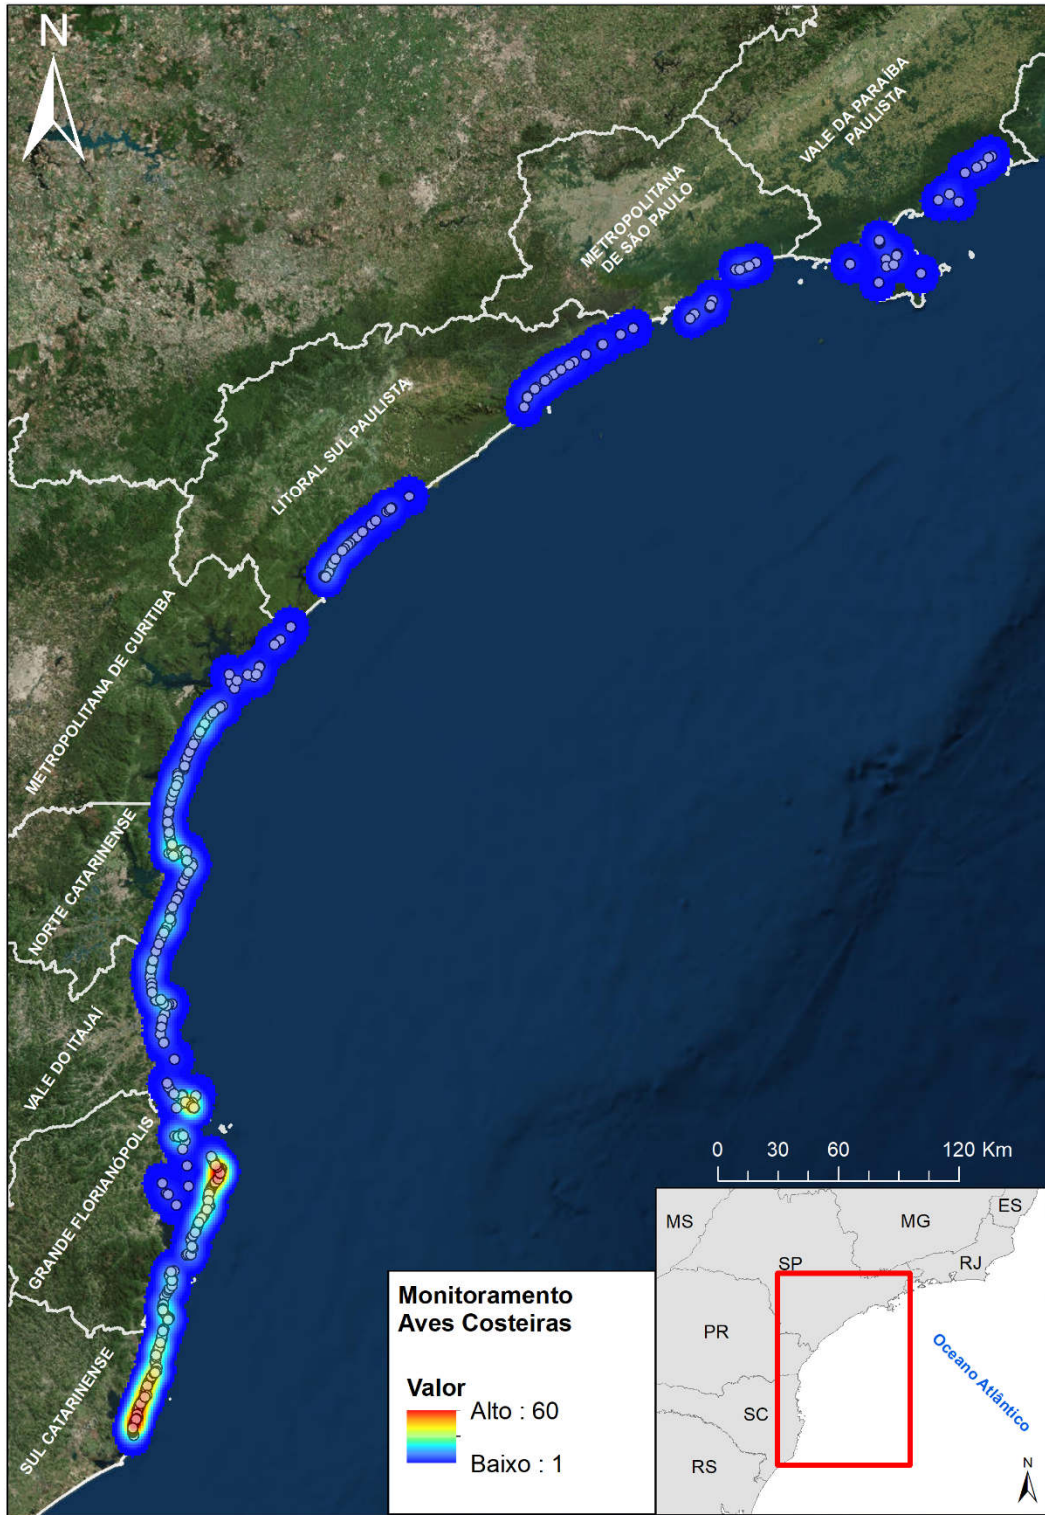 N
VALE DA PARAÍBA
PAULISTA
METROPOLITANA
DE SÃO PAULO
LITORAL SUL PAULISTA
METROPOLITANA DE CURITIBA
NORTE CATARINENSE
VALE DO ITAJAÍ
GRANDE FLORIANÓPOLIS
SUL CATARINENSE
0 30 60 120 Km
Monitoramento
Aves Costeiras
Valor
Alto : 60
Baixo : 1
MS
MG
ES
SP
RJ
PR
SC
RS
Oceano Atlântico
N